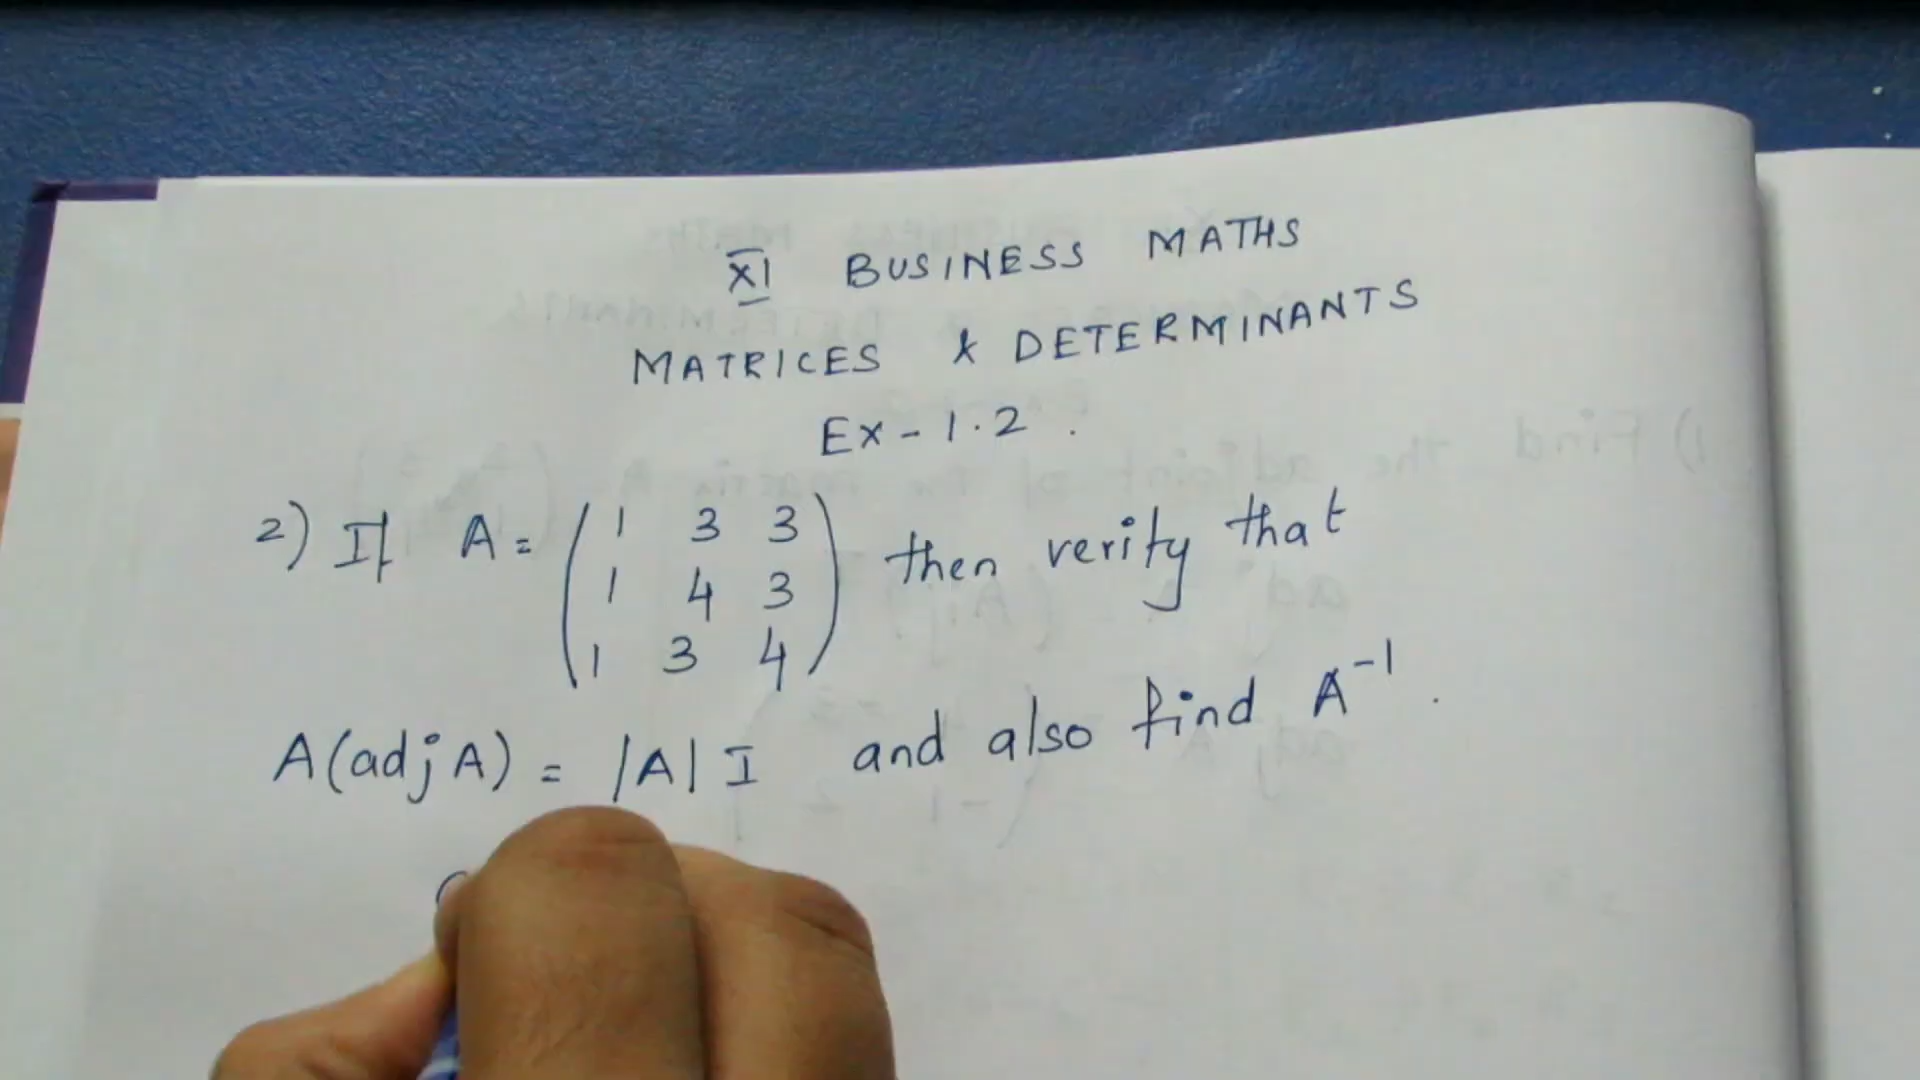 XI BUSINESS MATHS
MATRICES & DETERMINANTS
Ex - 1.2.
2) If A = ( 1 3 3 ) then verify that
1 4 3
1 3 4
A(adj A) = |A| I and also find A⁻¹.